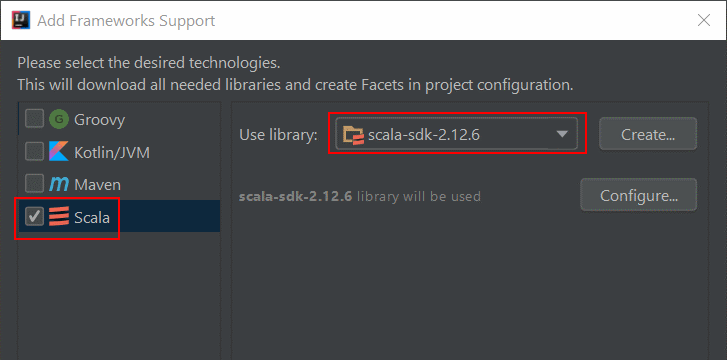 Add Frameworks Support
Please select the desired technologies.
This will download all needed libraries and create Facets in project configuration.
Groovy
Kotlin/JVM
Maven
Scala
Use library:
scala-sdk-2.12.6
Create...
scala-sdk-2.12.6 library will be used
Configure...